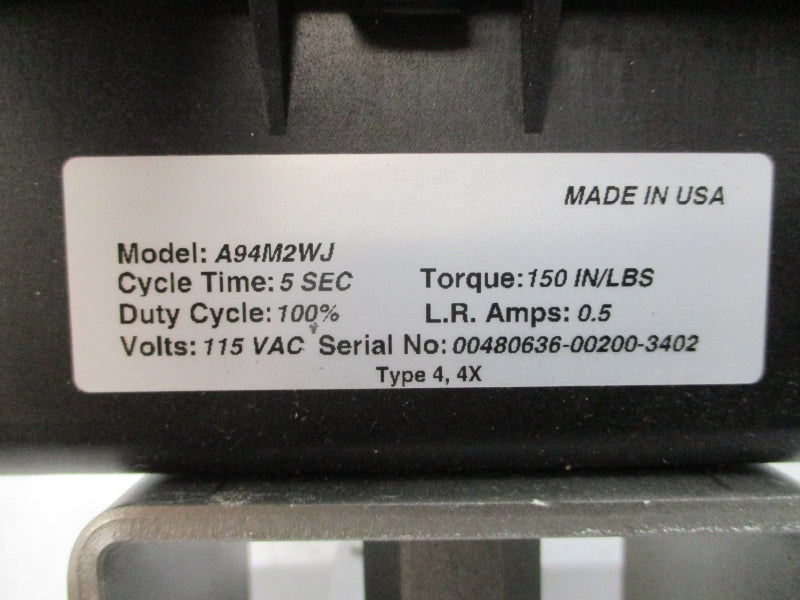 MADE IN USA
Model: A94M2WJ
Cycle Time: 5 SEC Torque: 150 IN/LBS
Duty Cycle: 100% L.R. Amps: 0.5
Volts: 115 VAC Serial No: 00480636-00200-3402
Type 4, 4X